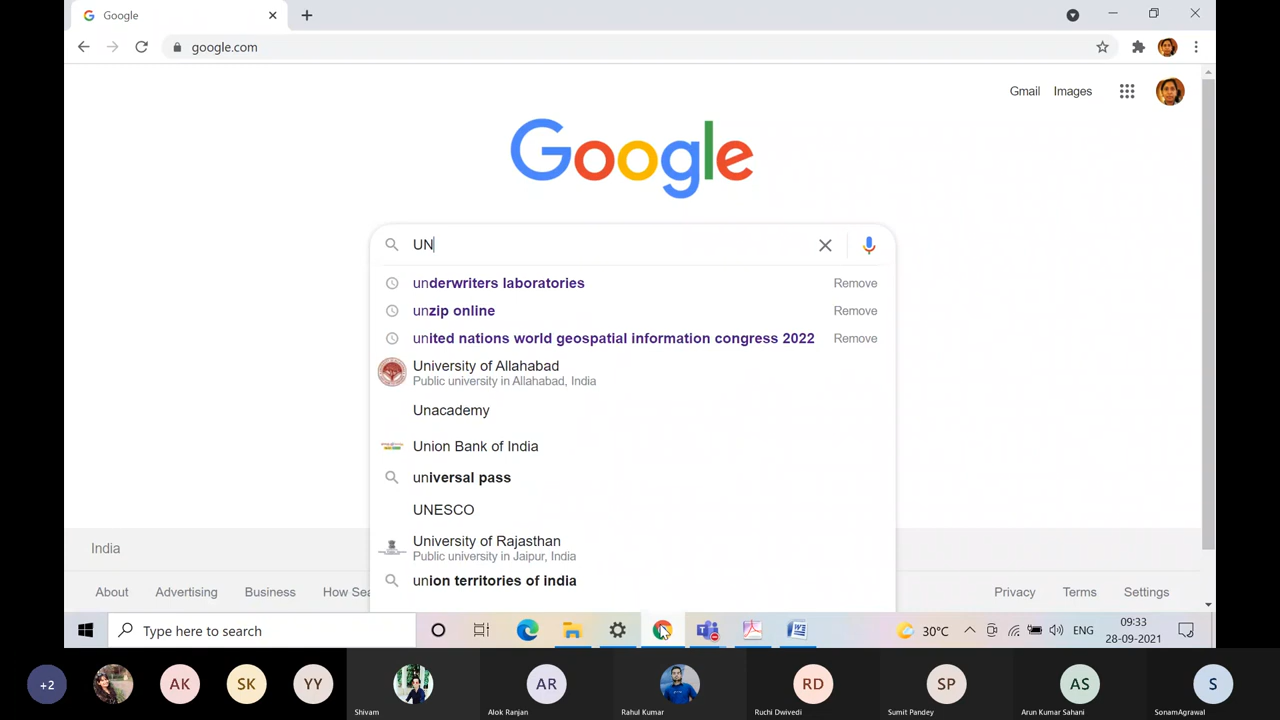 Google
google.com
Gmail Images
Google
UN
underwriters laboratories Remove
unzip online Remove
united nations world geospatial information congress 2022 Remove
University of Allahabad
Public university in Allahabad, India
Unacademy
Union Bank of India
universal pass
UNESCO
University of Rajasthan
Public university in Jaipur, India
union territories of india
India
About Advertising Business How Sea Privacy Terms Settings
Type here to search
30°C ENG
09:33
28-09-2021
+2 AK SK YY AR RD SP AS S
Shivam Alok Ranjan Rahul Kumar Ruchi Dwivedi Sumit Pandey Arun Kumar Sahani SonamAgrawal